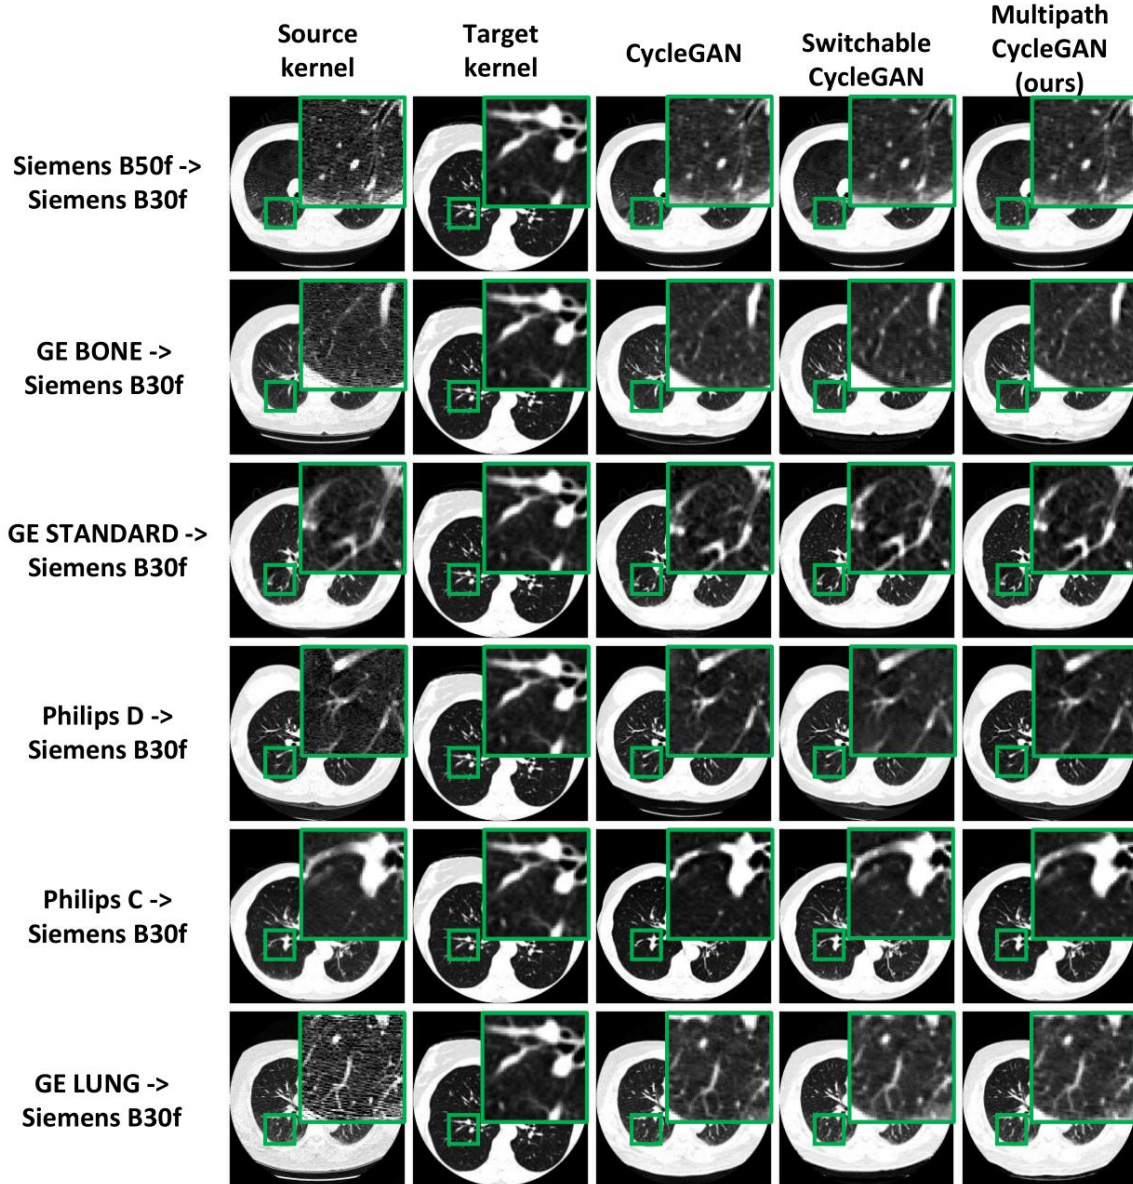 Source
kernel
Target
kernel
CycleGAN
Switchable
CycleGAN
Multipath
CycleGAN
(ours)
Siemens B50f ->
Siemens B30f
GE BONE ->
Siemens B30f
GE STANDARD ->
Siemens B30f
Philips D ->
Siemens B30f
Philips C ->
Siemens B30f
GE LUNG ->
Siemens B30f